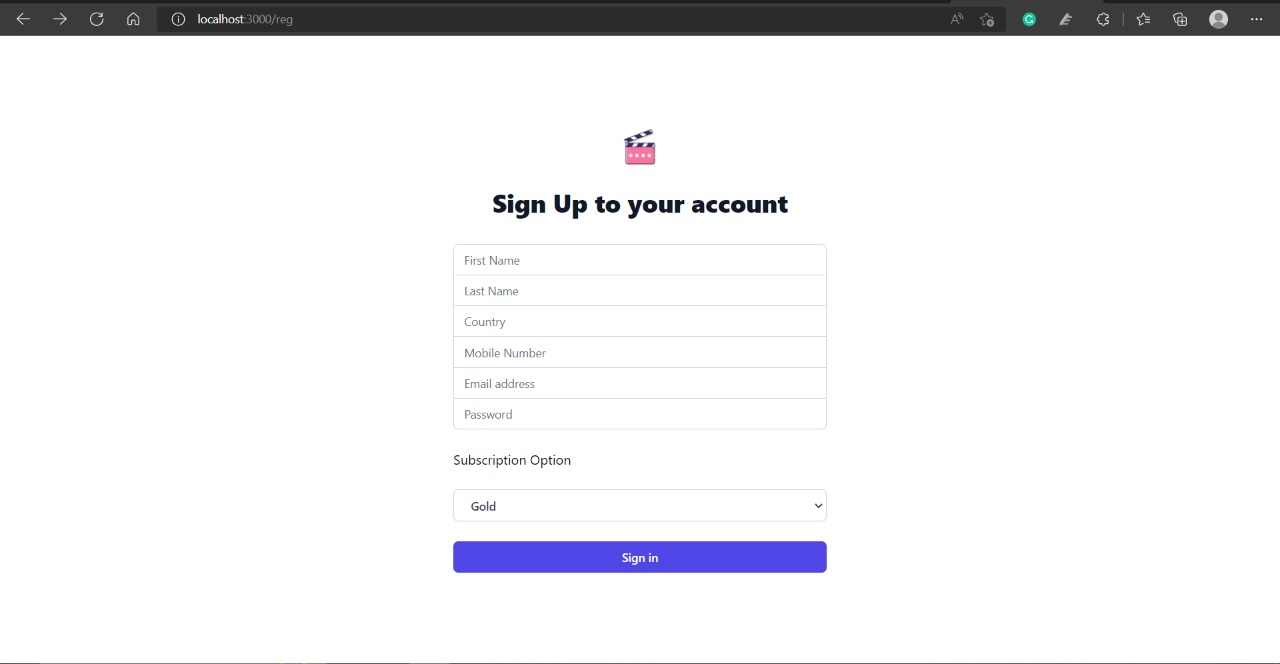 localhost:3000/reg
Sign Up to your account
First Name
Last Name
Country
Mobile Number
Email address
Password
Subscription Option
Gold
Sign in